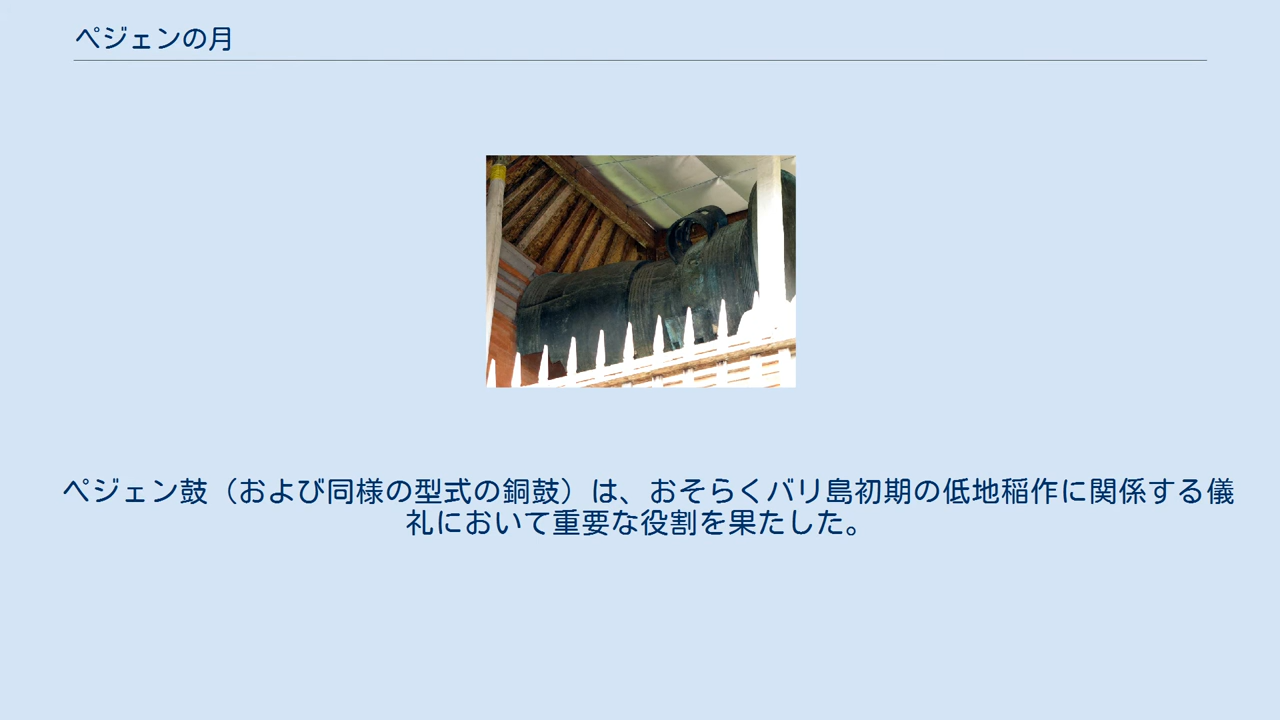 ペジェンの月
ペジェン鼓（および同様の型式の銅鼓）は、おそらくバリ島初期の低地稲作に関係する儀
礼において重要な役割を果たした。